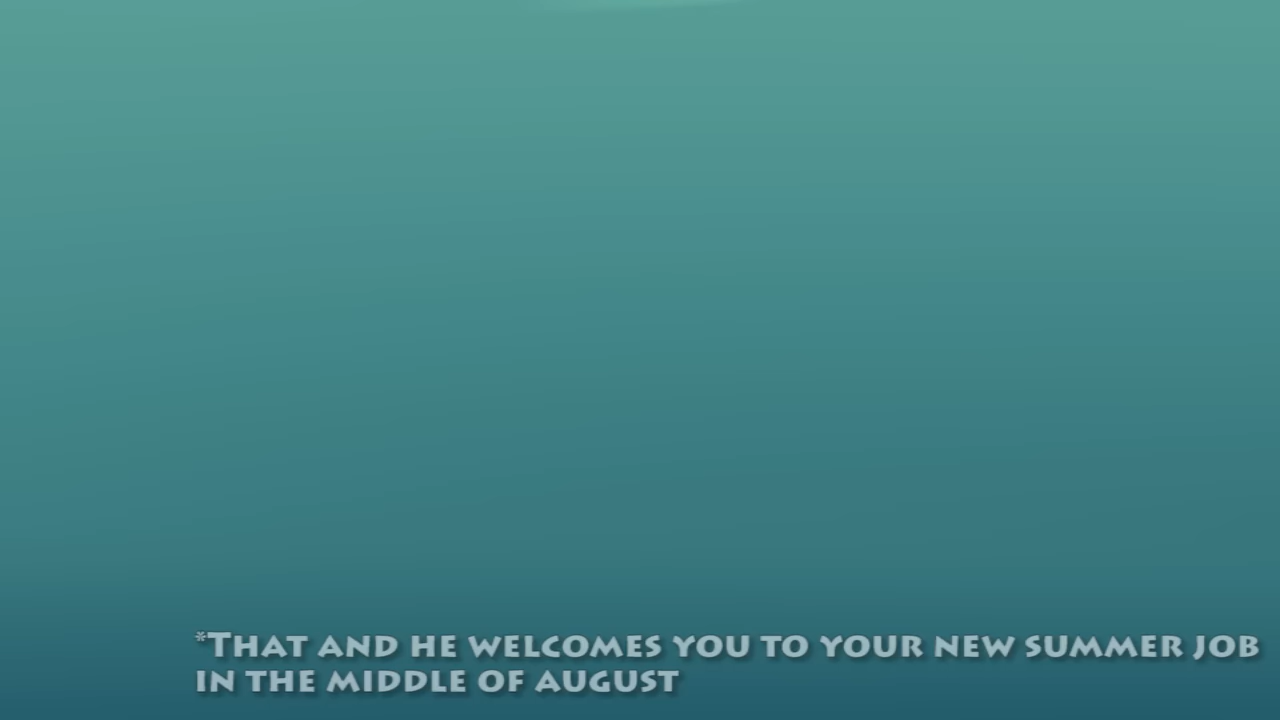 *That and he welcomes you to your new summer job
in the middle of august